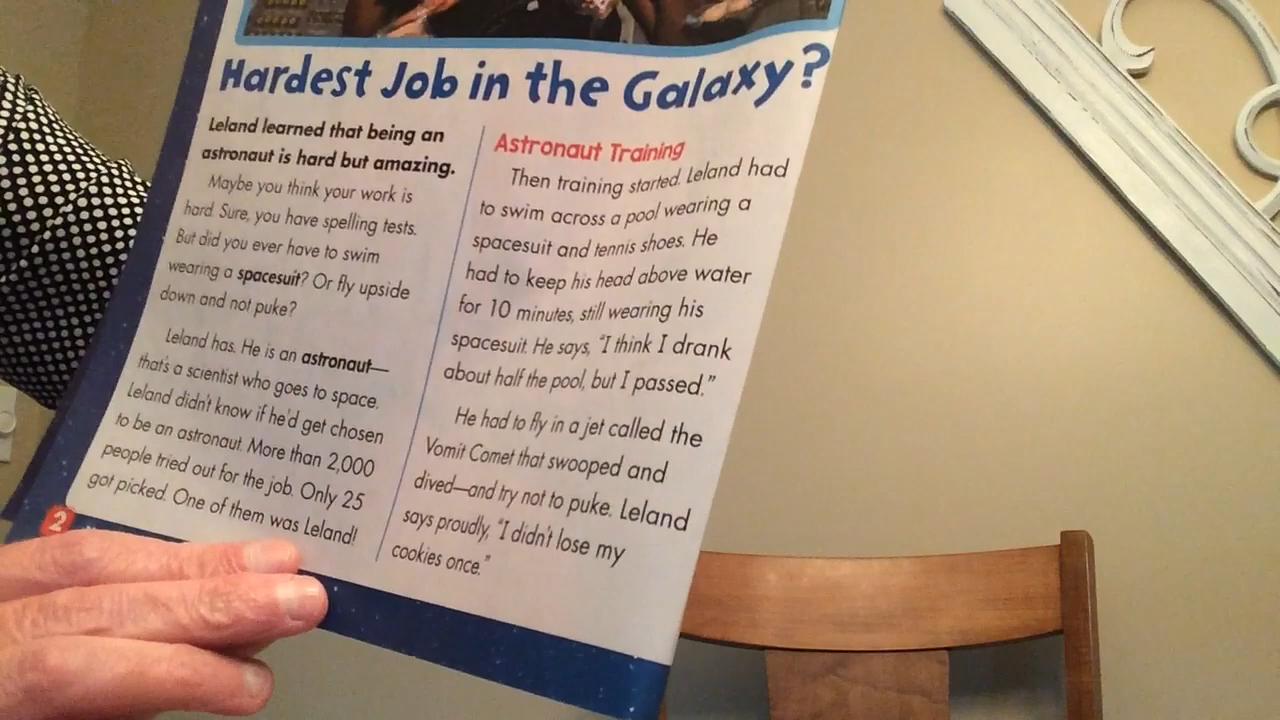 Hardest Job in the Galaxy?
Leland learned that being an
astronaut is hard but amazing.
Maybe you think your work is
hard. Sure, you have spelling tests.
But did you ever have to swim
wearing a spacesuit? Or fly upside
down and not puke?
Leland has. He is an astronaut—
that's a scientist who goes to space.
Leland didn't know if he'd get chosen
to be an astronaut. More than 2,000
people tried out for the job. Only 25
got picked. One of them was Leland!
Astronaut Training
Then training started. Leland had
to swim across a pool wearing a
spacesuit and tennis shoes. He
had to keep his head above water
for 10 minutes, still wearing his
spacesuit. He says, "I think I drank
about half the pool, but I passed."
He had to fly in a jet called the
Vomit Comet that swooped and
dived—and try not to puke. Leland
says proudly, "I didn't lose my
cookies once."
2